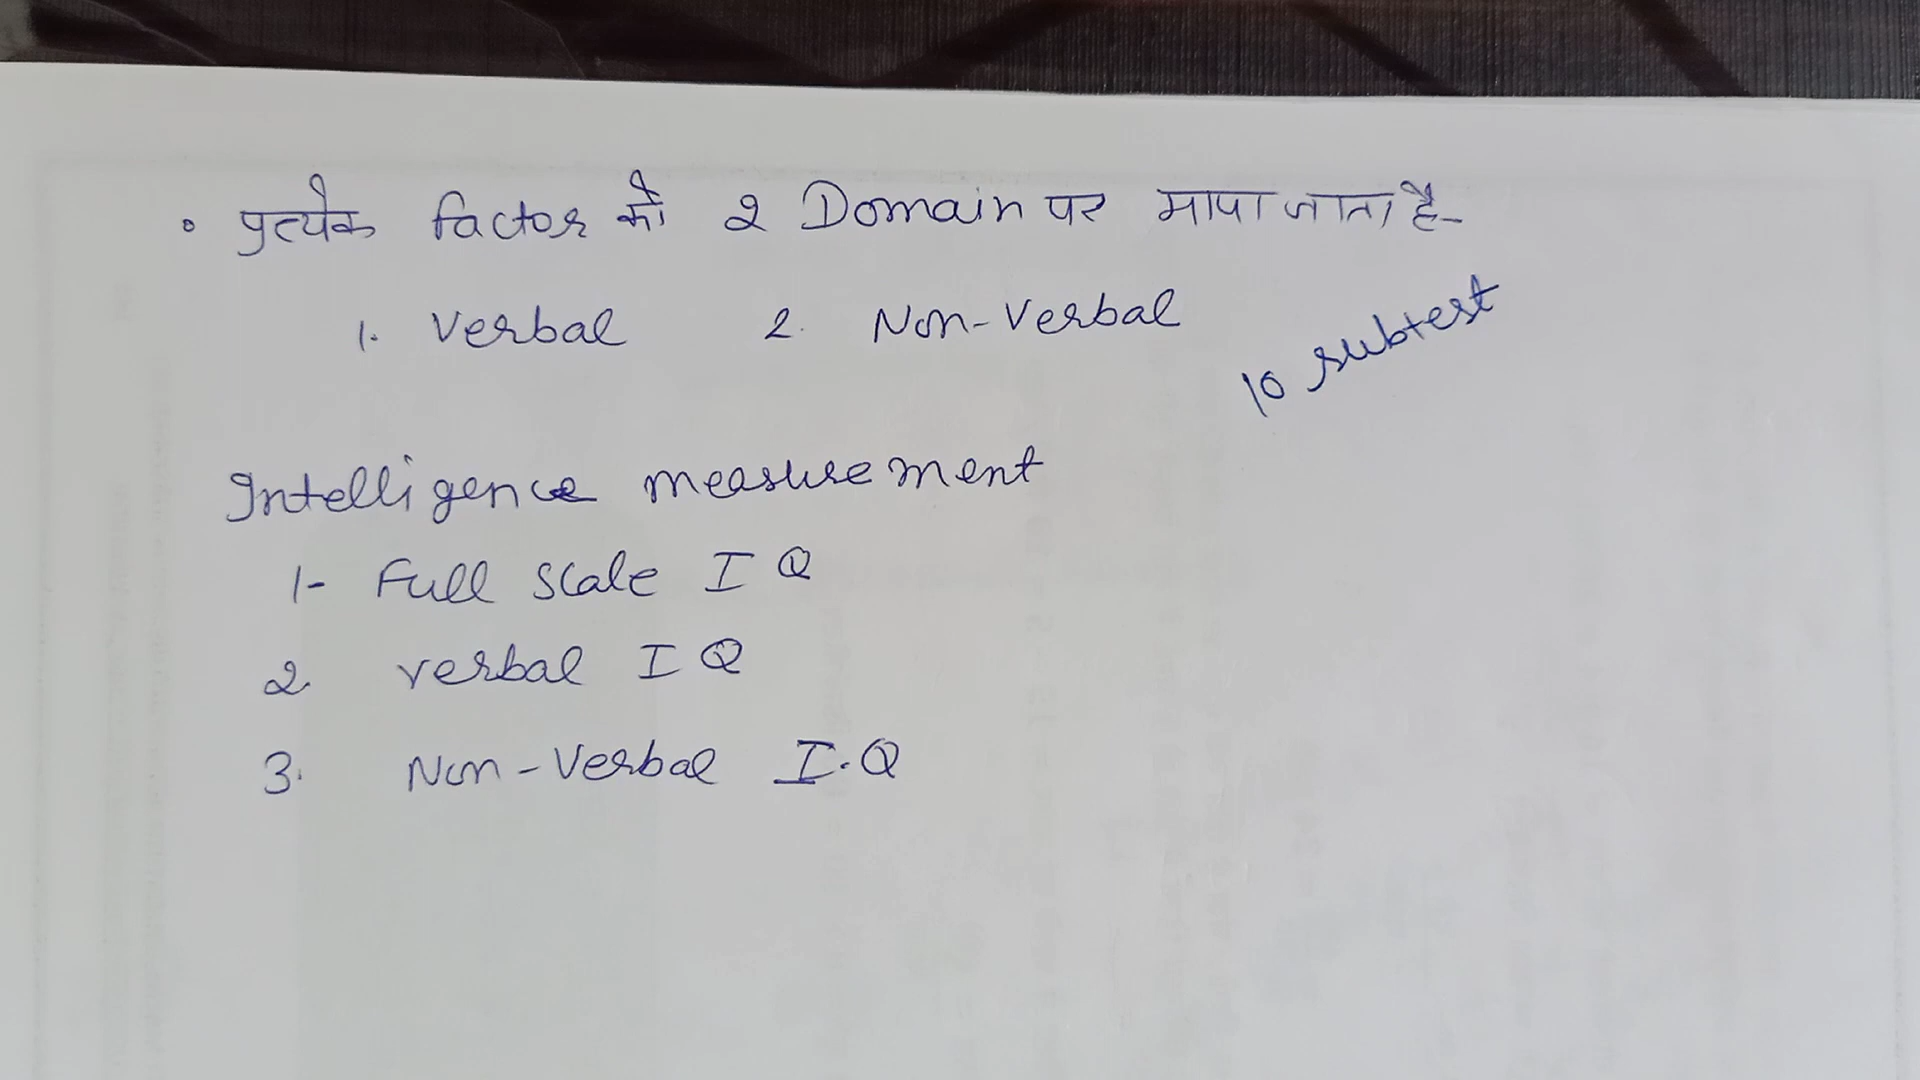 • प्रत्येक factor को 2 Domain पर मापा जाता है-
1. Verbal 2. Non-Verbal
10 subtest
Intelligence measurement
1- Full scale I Q
2. verbal I Q
3. Non-Verbal I.Q